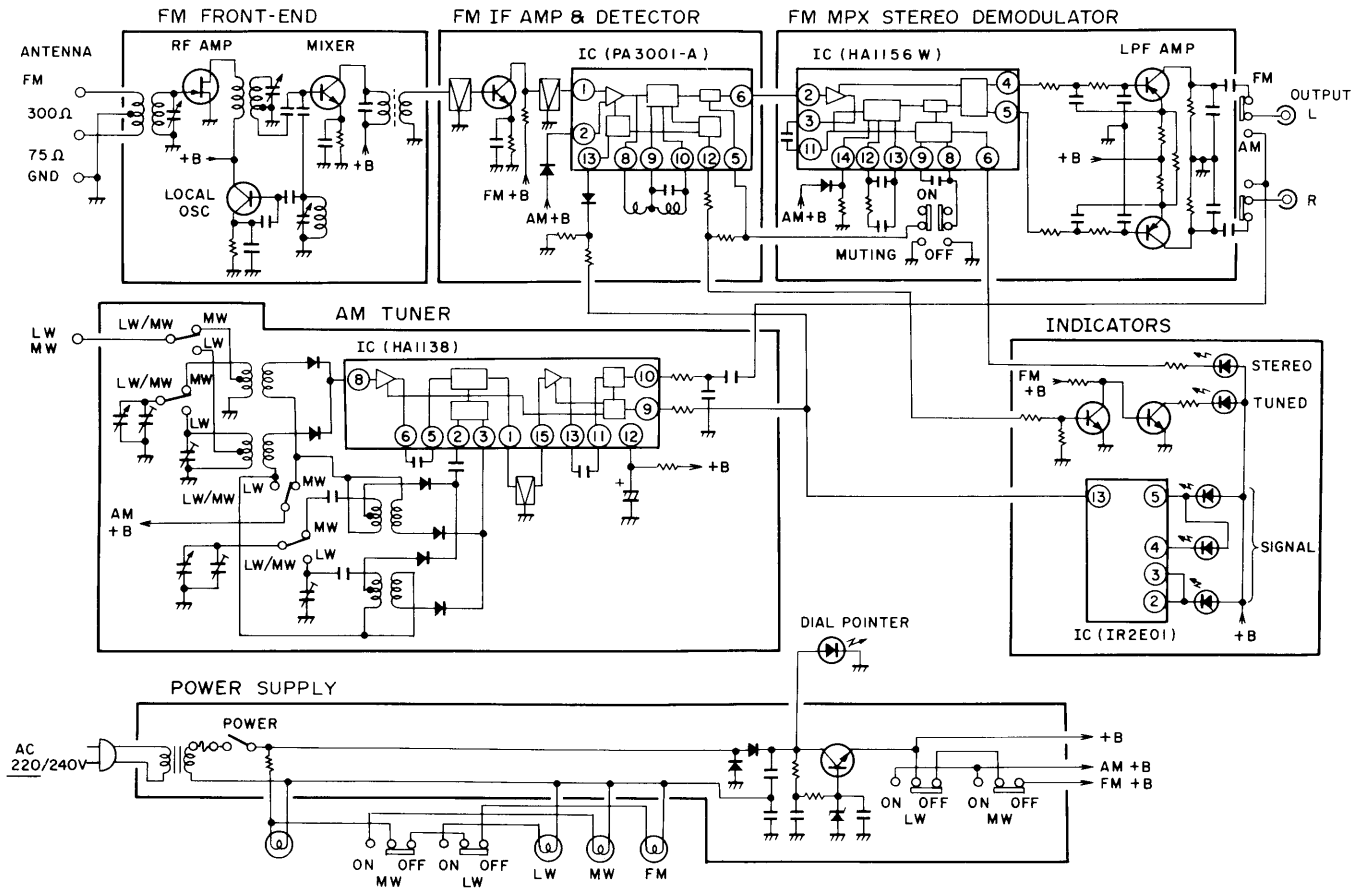 FM FRONT-END
FM IF AMP & DETECTOR
FM MPX STEREO DEMODULATOR
ANTENNA
FM
300Ω
75Ω
GND
RF AMP
MIXER
+B
+B
LOCAL
OSC
IC (PA3001-A)
1
2
13
8
9
10
12
5
6
FM+B
AM+B
IC (HA1156W)
2
3
11
14
12
13
9
8
6
4
5
AM+B
ON
MUTING
OFF
LPF AMP
+B
FM
AM
OUTPUT
L
R
AM TUNER
LW
MW
LW/MW
MW
LW
LW/MW
MW
LW
LW
MW
LW/MW
AM
+B
MW
LW/MW
LW
IC (HA1138)
8
10
9
6
5
2
3
1
15
13
11
12
+
+B
INDICATORS
STEREO
FM
+B
TUNED
13
5
4
3
2
SIGNAL
IC (IR2E01)
+B
DIAL POINTER
POWER SUPPLY
POWER
AC
220/240V
ON
OFF
MW
ON
OFF
LW
LW
MW
FM
ON
OFF
LW
ON
OFF
MW
+B
AM +B
FM +B